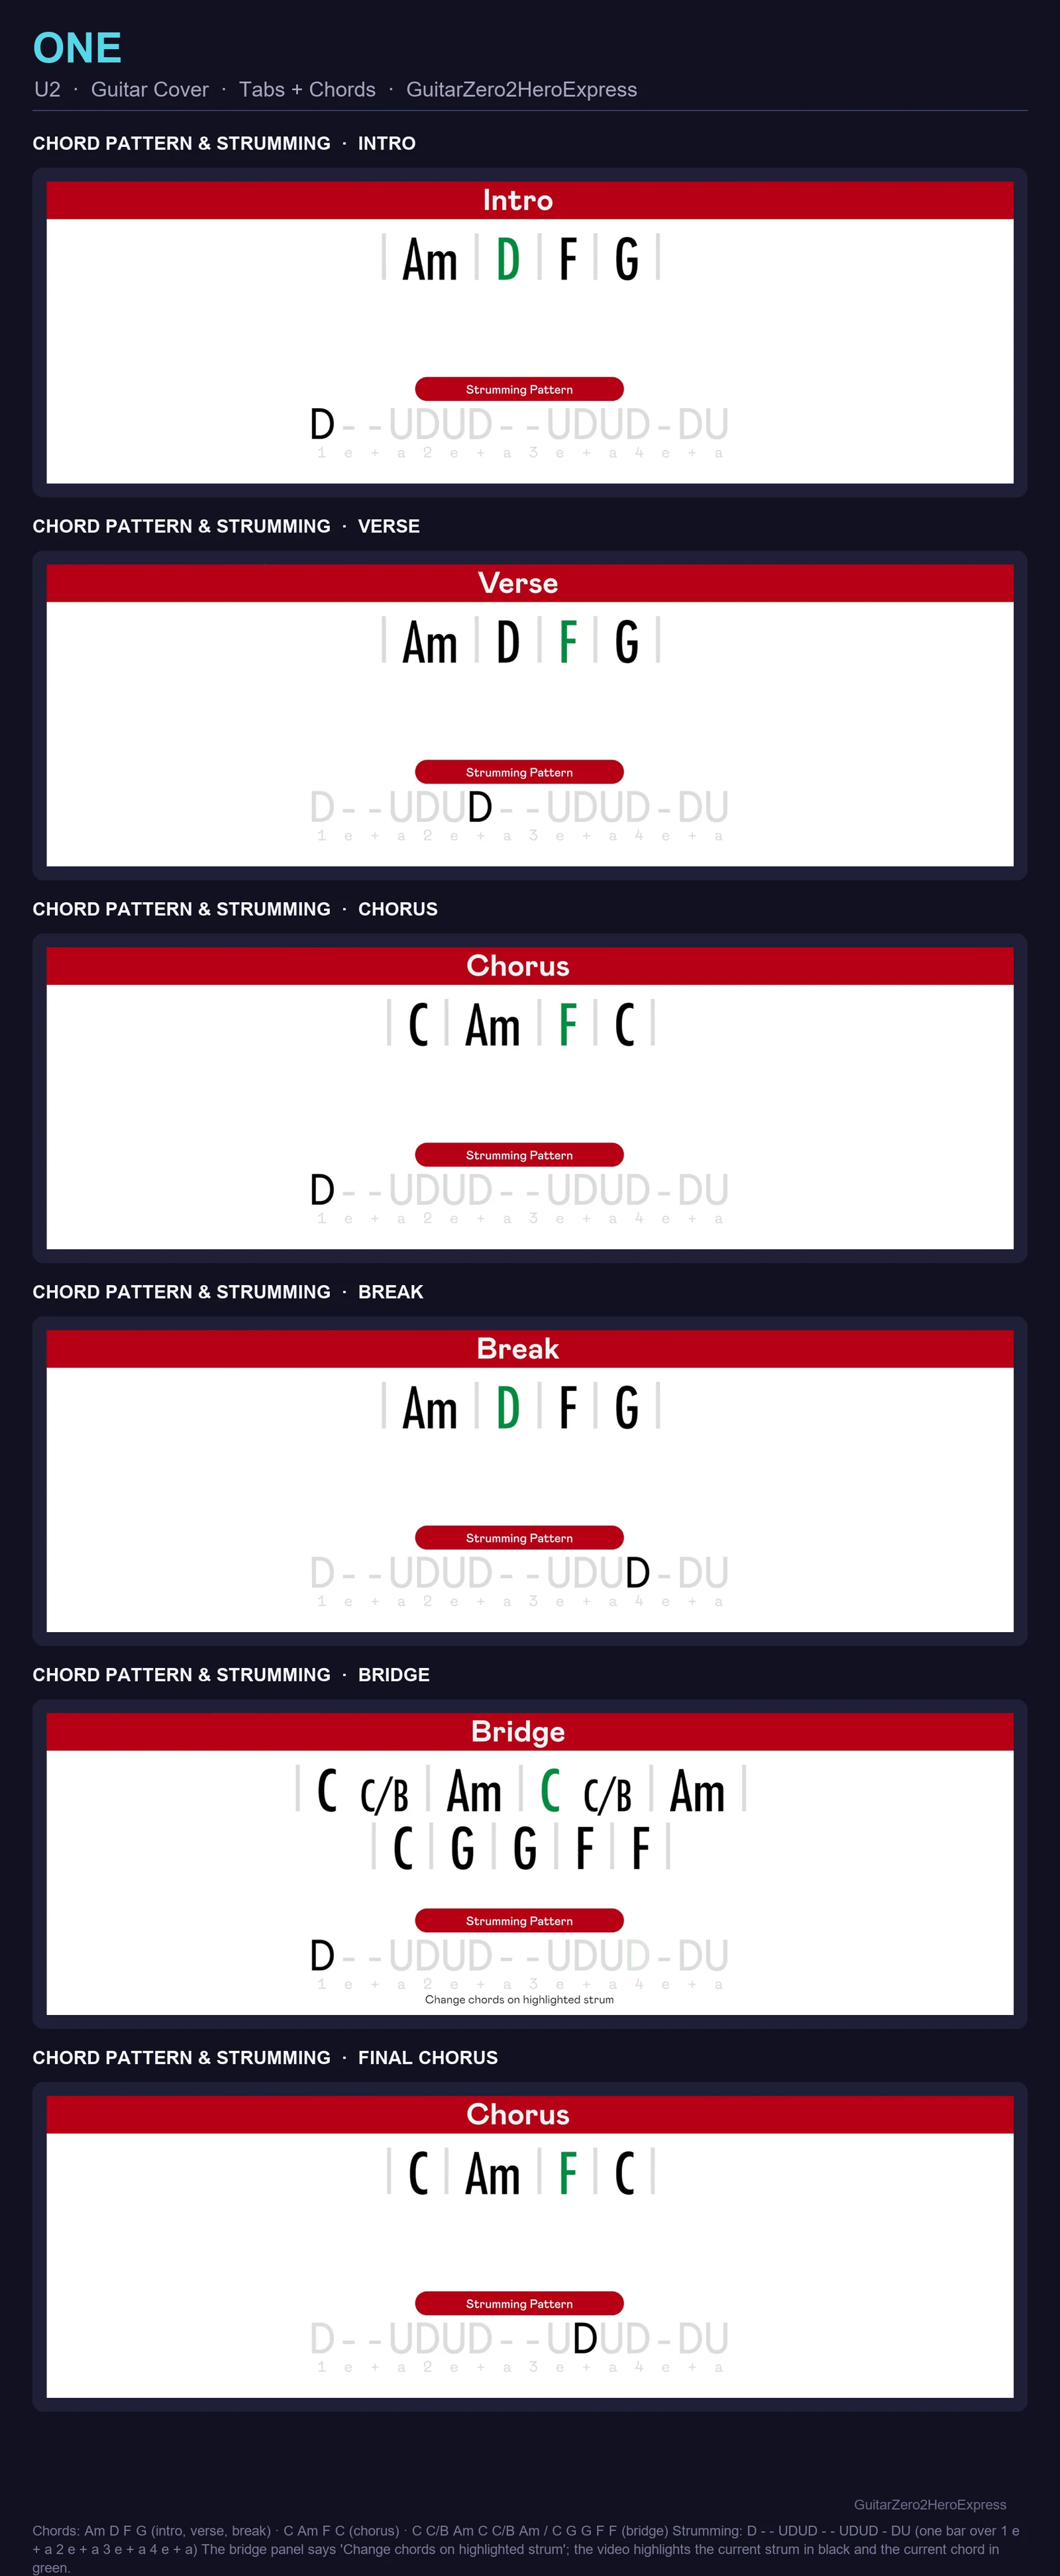 ONE
U2 · Guitar Cover · Tabs + Chords · GuitarZero2HeroExpress
CHORD PATTERN & STRUMMING · INTRO
Intro
| Am | D | F | G |
Strumming Pattern
D - - UDUD - - UDUD - DU
1 e + a 2 e + a 3 e + a 4 e + a
CHORD PATTERN & STRUMMING · VERSE
Verse
| Am | D | F | G |
Strumming Pattern
D - - UDUD - - UDUD - DU
1 e + a 2 e + a 3 e + a 4 e + a
CHORD PATTERN & STRUMMING · CHORUS
Chorus
| C | Am | F | C |
Strumming Pattern
D - - UDUD - - UDUD - DU
1 e + a 2 e + a 3 e + a 4 e + a
CHORD PATTERN & STRUMMING · BREAK
Break
| Am | D | F | G |
Strumming Pattern
D - - UDUD - - UDUD - DU
1 e + a 2 e + a 3 e + a 4 e + a
CHORD PATTERN & STRUMMING · BRIDGE
Bridge
| C C/B | Am | C C/B | Am |
| C | G | G | F | F |
Strumming Pattern
D - - UDUD - - UDUD - DU
1 e + a 2 e + a 3 e + a 4 e + a
Change chords on highlighted strum
CHORD PATTERN & STRUMMING · FINAL CHORUS
Chorus
| C | Am | F | C |
Strumming Pattern
D - - UDUD - - UDUD - DU
1 e + a 2 e + a 3 e + a 4 e + a
GuitarZero2HeroExpress
Chords: Am D F G (intro, verse, break) · C Am F C (chorus) · C C/B Am C C/B Am / C G G F F (bridge) Strumming: D - - UDUD - - UDUD - DU (one bar over 1 e
+ a 2 e + a 3 e + a 4 e + a) The bridge panel says 'Change chords on highlighted strum'; the video highlights the current strum in black and the current chord in
green.